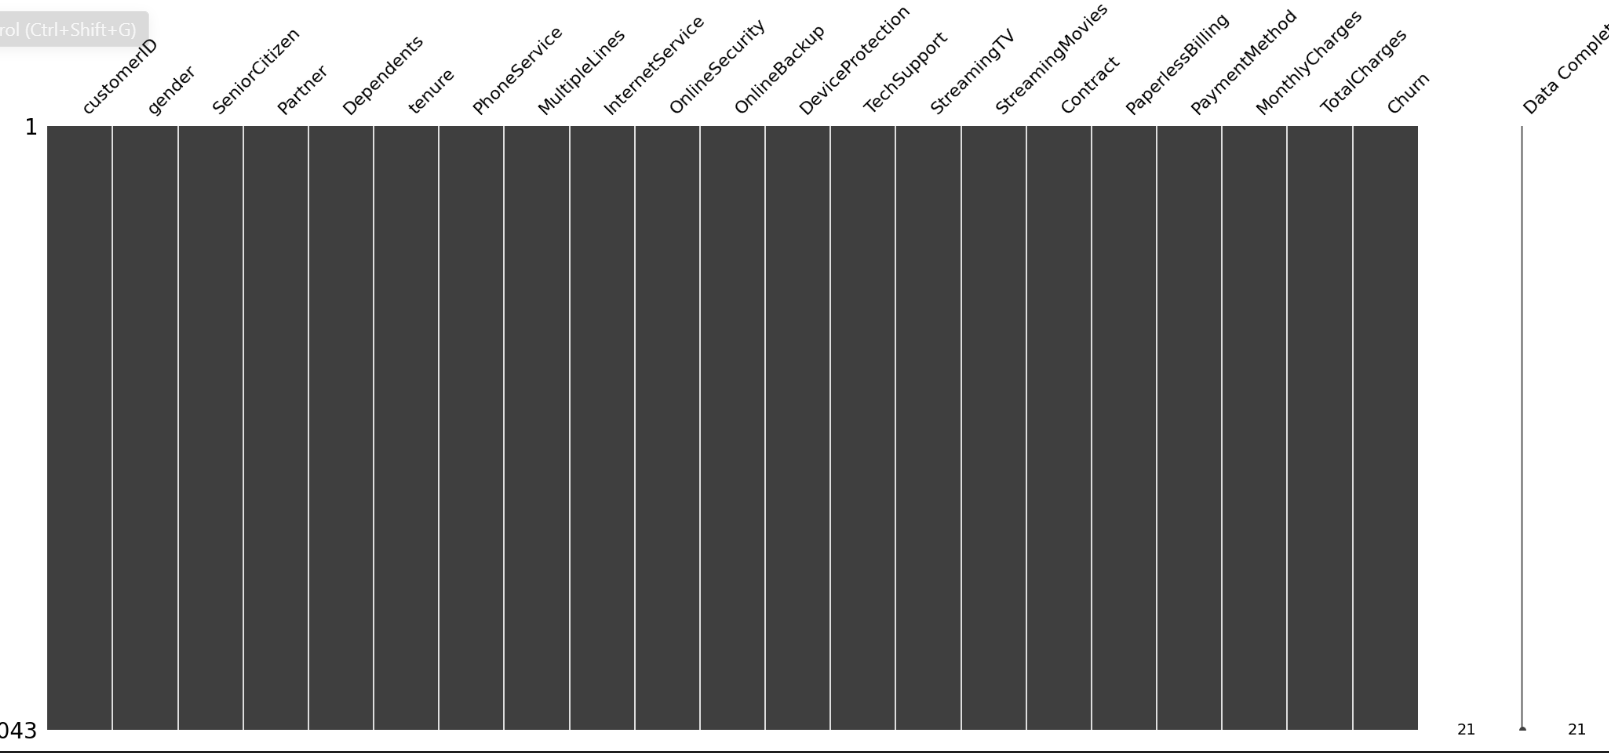 rol (Ctrl+Shift+G)
customerID
gender
SeniorCitizen
Partner
Dependents
tenure
PhoneService
MultipleLines
InternetService
OnlineSecurity
OnlineBackup
DeviceProtection
TechSupport
StreamingTV
StreamingMovies
Contract
PaperlessBilling
PaymentMethod
MonthlyCharges
TotalCharges
Churn
Data Complet
1
043
21
21